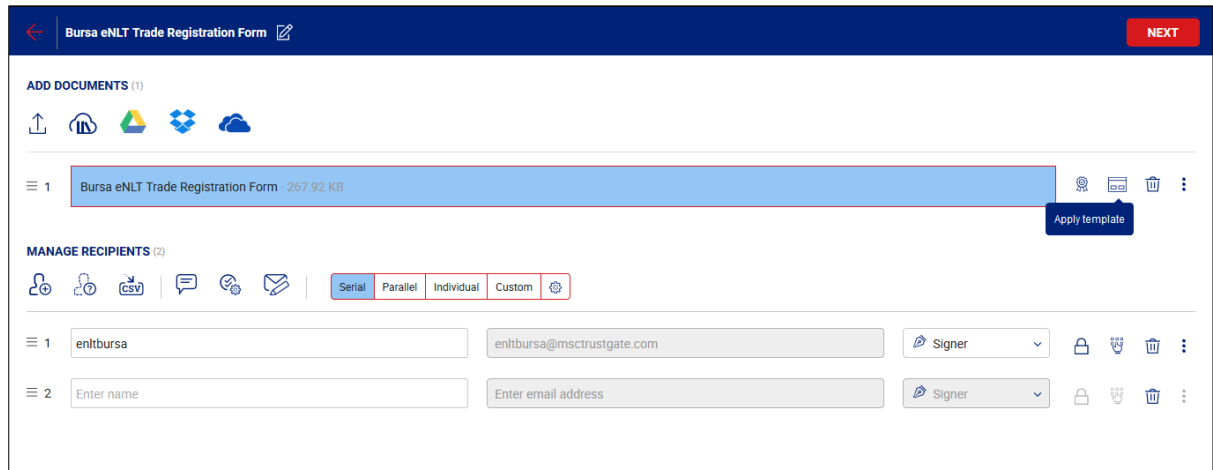 Bursa eNLT Trade Registration Form
NEXT
ADD DOCUMENTS (1)
1 Bursa eNLT Trade Registration Form - 267.92 KB
Apply template
MANAGE RECIPIENTS (2)
CSV
Serial Parallel Individual Custom
1 enltbursa enltbursa@msctrustgate.com Signer
2 Enter name Enter email address Signer